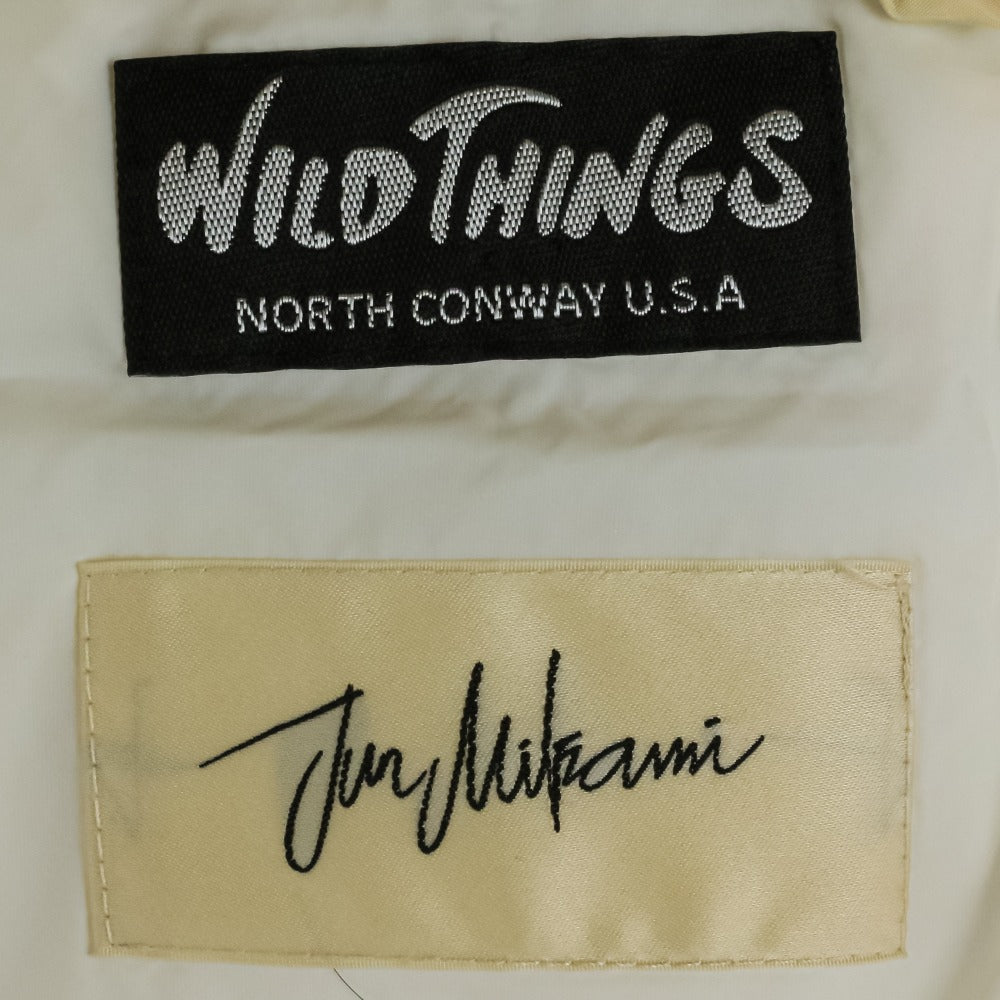 WILD THINGS
NORTH CONWAY U.S.A
Jun Mikami